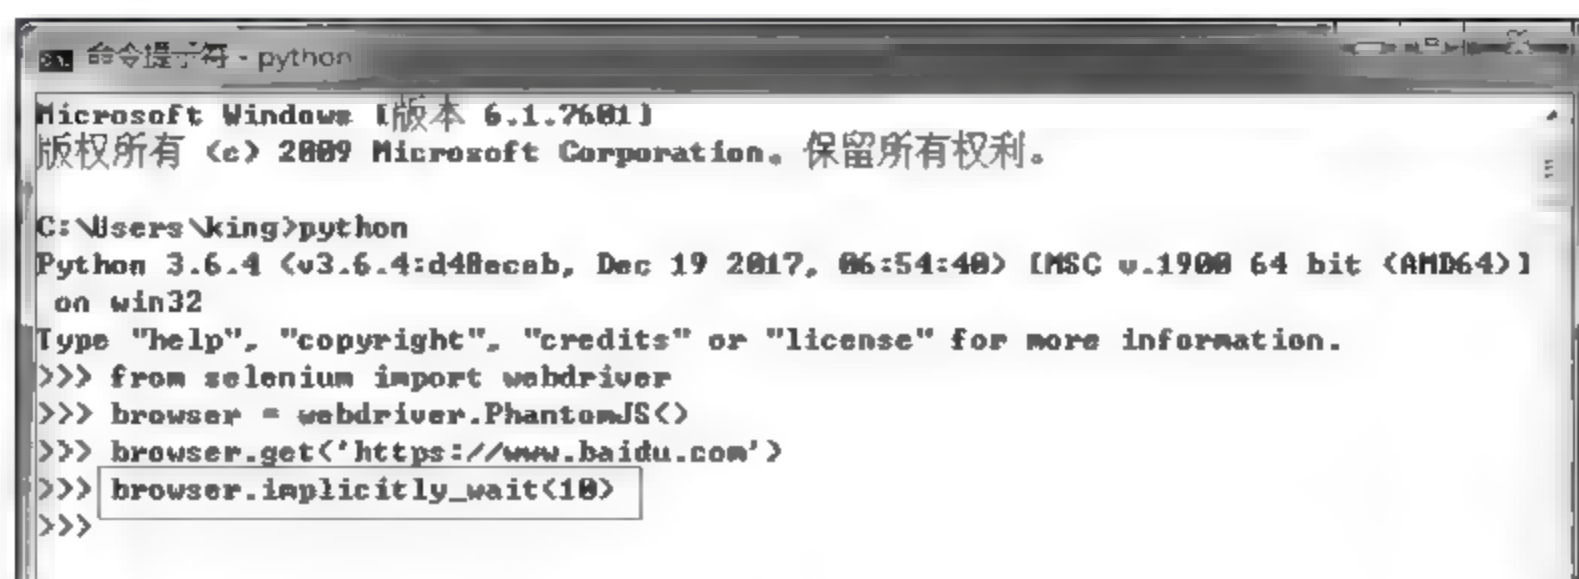 命令提示符 - python
Microsoft Windows [版本 6.1.7601]
版权所有 (c) 2009 Microsoft Corporation。保留所有权利。
C:\Users\king>python
Python 3.6.4 (v3.6.4:d48eceb, Dec 19 2017, 06:54:40) [MSC v.1900 64 bit (AMD64)]
on win32
Type "help", "copyright", "credits" or "license" for more information.
>>> from selenium import webdriver
>>> browser = webdriver.PhantomJS()
>>> browser.get('https://www.baidu.com')
>>> browser.implicitly_wait(10)
>>>